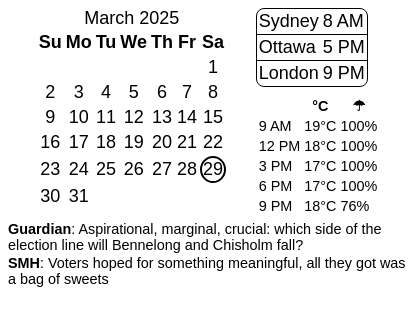 March 2025
Su Mo Tu We Th Fr Sa
1
2 3 4 5 6 7 8
9 10 11 12 13 14 15
16 17 18 19 20 21 22
23 24 25 26 27 28 29
30 31
Sydney 8 AM
Ottawa 5 PM
London 9 PM
°C ☂
9 AM 19°C 100%
12 PM 18°C 100%
3 PM 17°C 100%
6 PM 17°C 100%
9 PM 18°C 76%
Guardian: Aspirational, marginal, crucial: which side of the
election line will Bennelong and Chisholm fall?
SMH: Voters hoped for something meaningful, all they got was
a bag of sweets